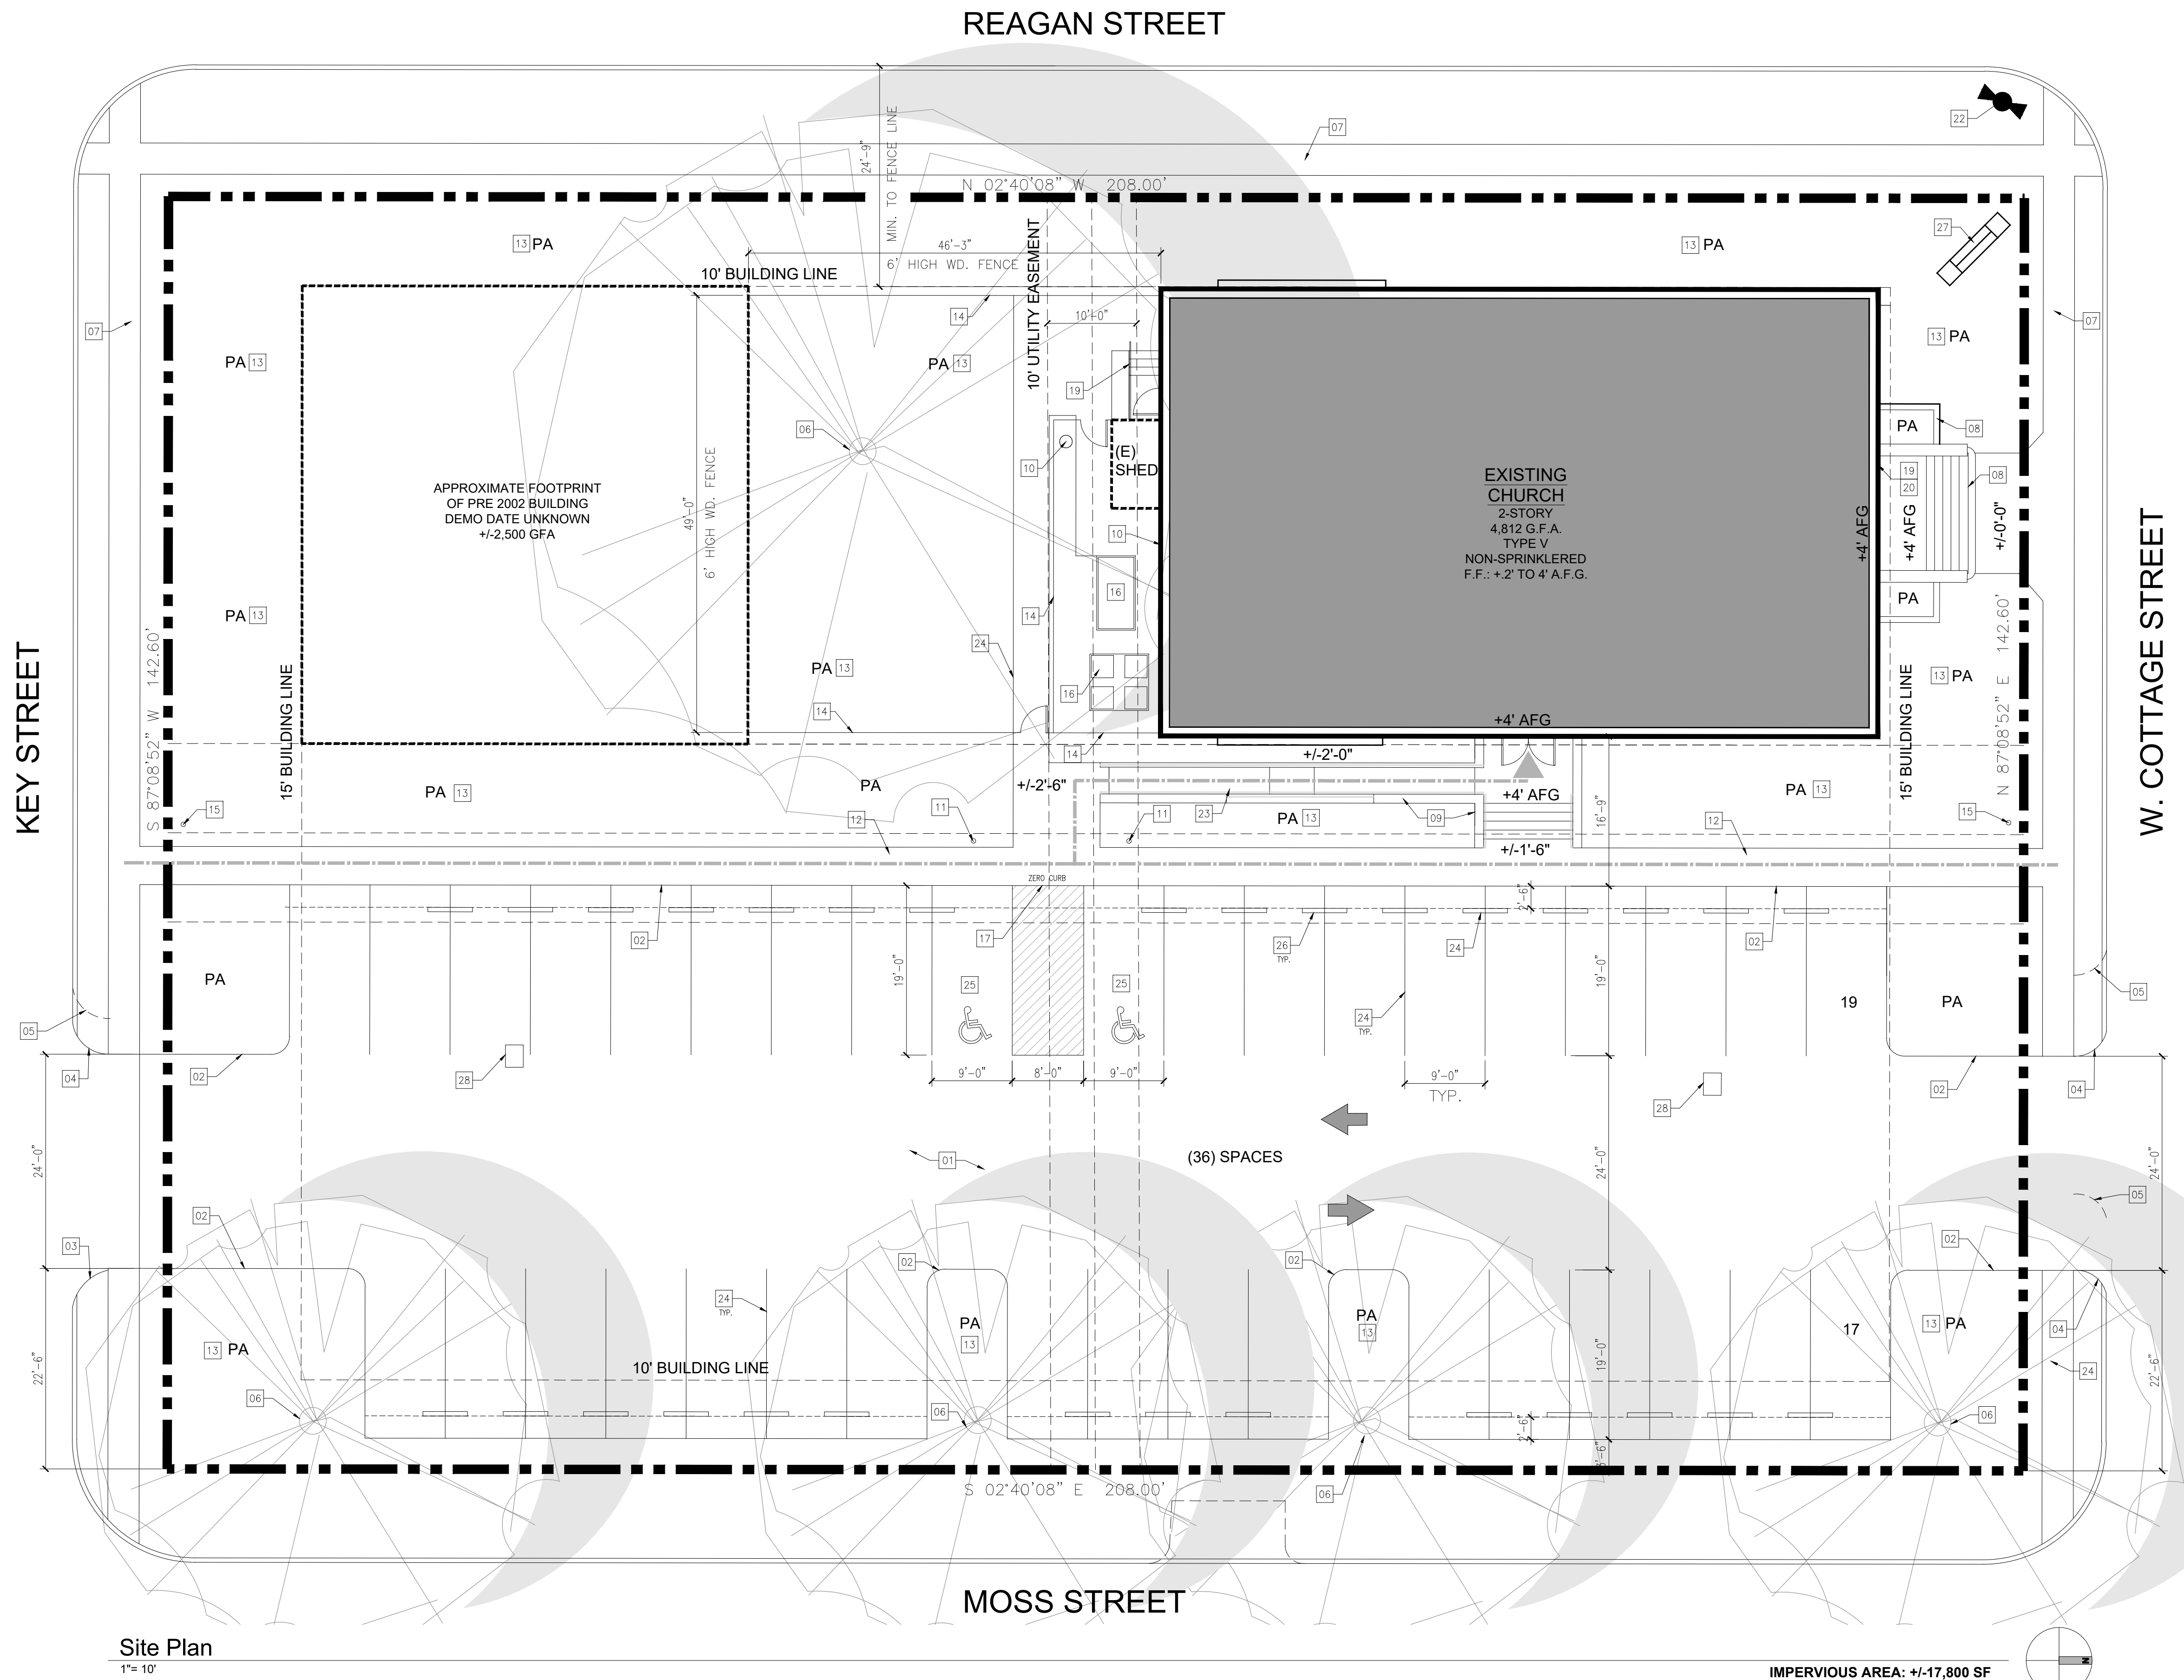 REAGAN STREET
22
07
24'-9"
MIN. TO FENCE LINE
N 02°40'08" W 208.00'
13 PA
46'-3"
6' HIGH WD. FENCE
10' BUILDING LINE
13 PA
27
07
14
10' UTILITY EASEMENT
10'-0"
07
13 PA
PA 13
PA 13
19
06
(E)
SHED
10
49'-0"
6' HIGH WD. FENCE
APPROXIMATE FOOTPRINT
OF PRE 2002 BUILDING
DEMO DATE UNKNOWN
+/-2,500 GFA
10
16
14
EXISTING
CHURCH
2-STORY
4,812 G.F.A.
TYPE V
NON-SPRINKLERED
F.F.: +.2' TO 4' A.F.G.
+4' AFG
PA
08
19
20
08
+4' AFG
+/-0'-0"
PA
PA 13
24
PA 13
16
14
14
+4' AFG
13 PA
KEY STREET
S 87°08'52" W 142.60'
15' BUILDING LINE
15' BUILDING LINE
N 87°08'52" E 142.60'
W. COTTAGE STREET
+/-2'-0"
PA 13
PA
+/-2'-6"
+4' AFG
PA 13
15
12
11
11
23
PA 13
09
16'-9"
12
15
+/-1'-6"
ZERO CURB
2'-6"
02
17
26
TYP.
24
02
19'-0"
19'-0"
PA
25
25
24
TYP.
19
PA
05
05
04
02
28
9'-0"
8'-0"
9'-0"
9'-0"
TYP.
28
02
04
24'-0"
01
(36) SPACES
24'-0"
24'-0"
05
02
03
02
02
02
24
TYP.
PA
13
PA
13
17
13 PA
04
13 PA
22'-6"
10' BUILDING LINE
19'-0"
24
22'-6"
06
06
06
2'-6"
06
S 02°40'08" E 208.00'
MOSS STREET
Site Plan
1"= 10'
N
IMPERVIOUS AREA: +/-17,800 SF